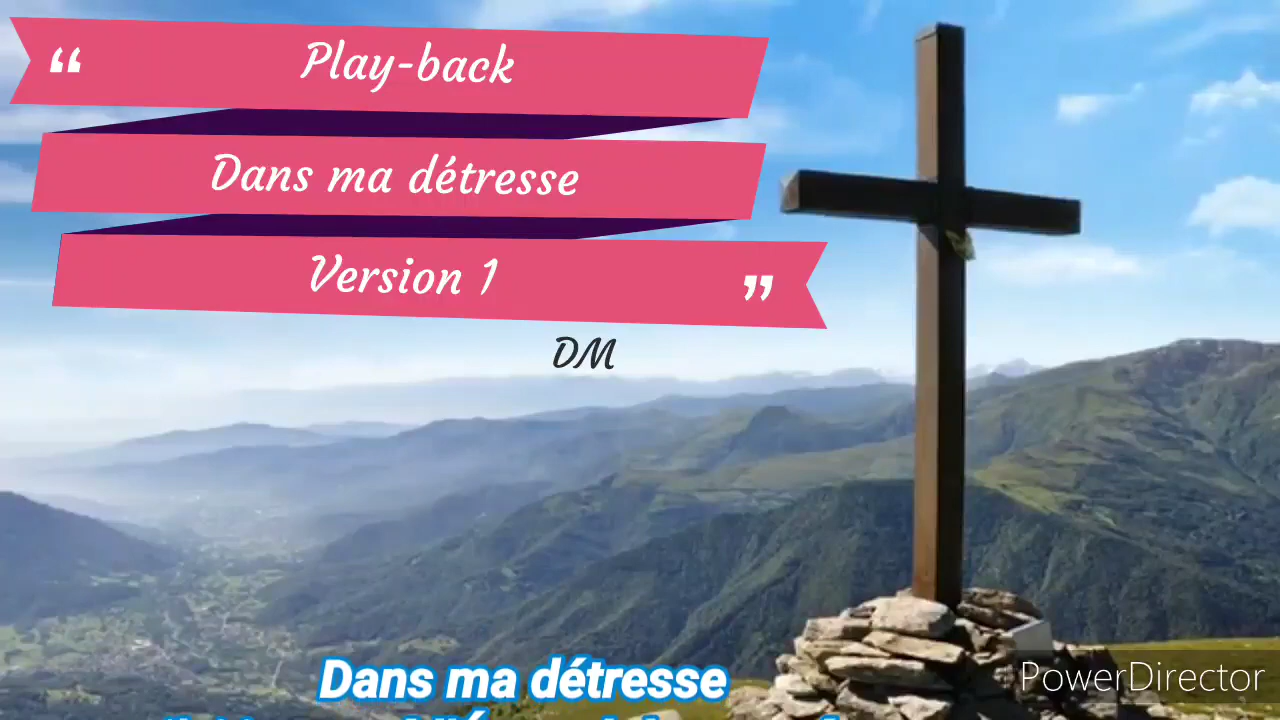 “
Play-back
Dans ma détresse
Version 1
”
DM
Dans ma détresse
PowerDirector